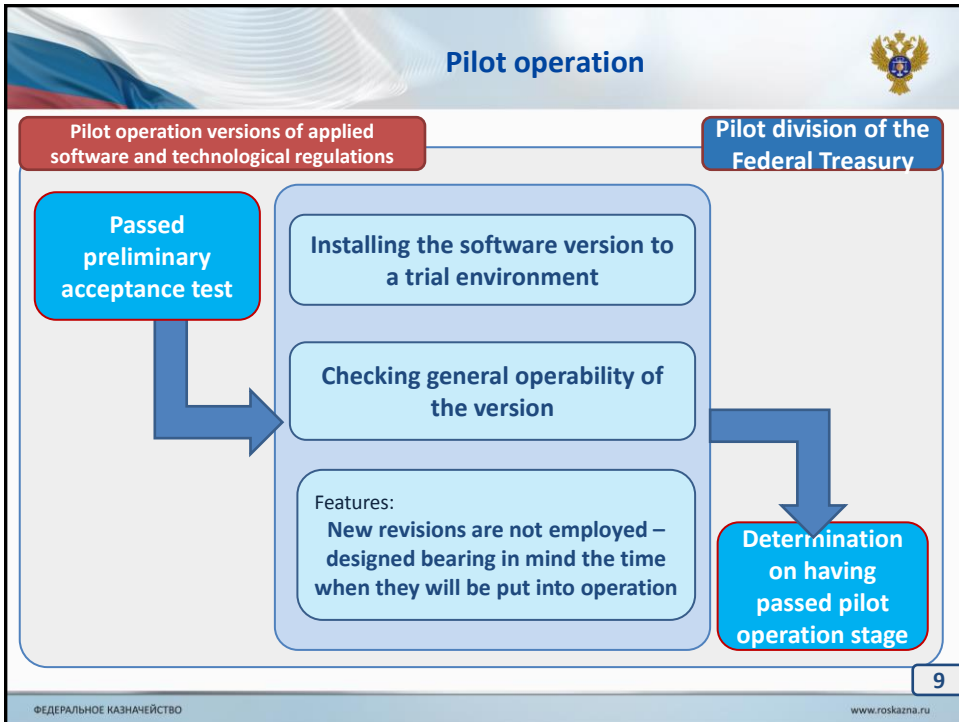 Pilot operation
Pilot operation versions of applied
software and technological regulations
Pilot division of the
Federal Treasury
Passed
preliminary
acceptance test
Installing the software version to
a trial environment
Checking general operability of
the version
Features:
New revisions are not employed –
designed bearing in mind the time
when they will be put into operation
Determination
on having
passed pilot
operation stage
9
ФЕДЕРАЛЬНОЕ КАЗНАЧЕЙСТВО
www.roskazna.ru